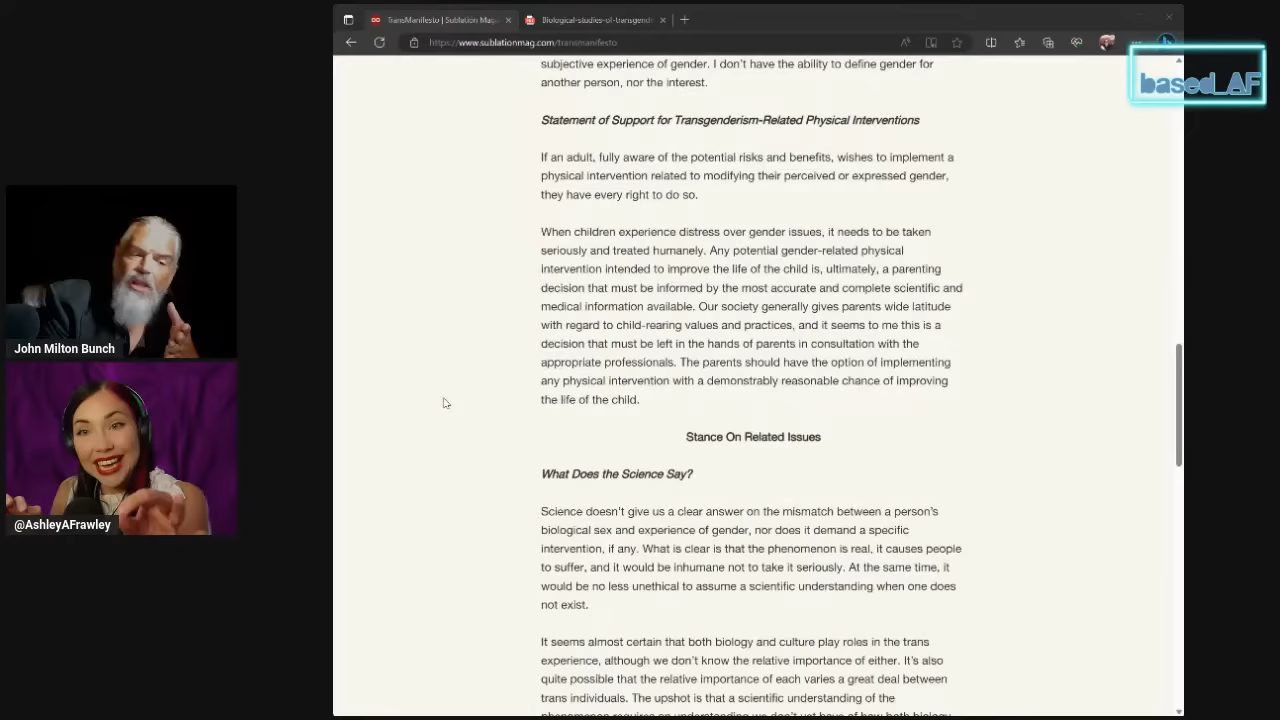 TransManifesto | Sublation Mag
Biological-studies-of-transgend
https://www.sublationmag.com/transmanifesto
based_AF
subjective experience of gender. I don't have the ability to define gender for
another person, nor the interest.
Statement of Support for Transgenderism-Related Physical Interventions
If an adult, fully aware of the potential risks and benefits, wishes to implement a
physical intervention related to modifying their perceived or expressed gender,
they have every right to do so.
When children experience distress over gender issues, it needs to be taken
seriously and treated humanely. Any potential gender-related physical
intervention intended to improve the life of the child is, ultimately, a parenting
decision that must be informed by the most accurate and complete scientific and
medical information available. Our society generally gives parents wide latitude
with regard to child-rearing values and practices, and it seems to me this is a
decision that must be left in the hands of parents in consultation with the
appropriate professionals. The parents should have the option of implementing
any physical intervention with a demonstrably reasonable chance of improving
the life of the child.
Stance On Related Issues
What Does the Science Say?
Science doesn't give us a clear answer on the mismatch between a person's
biological sex and experience of gender, nor does it demand a specific
intervention, if any. What is clear is that the phenomenon is real, it causes people
to suffer, and it would be inhumane not to take it seriously. At the same time, it
would be no less unethical to assume a scientific understanding when one does
not exist.
It seems almost certain that both biology and culture play roles in the trans
experience, although we don't know the relative importance of either. It's also
quite possible that the relative importance of each varies a great deal between
trans individuals. The upshot is that a scientific understanding of the
phenomenon requires an understanding we don't yet have of how both biology
John Milton Bunch
@AshleyAFrawley